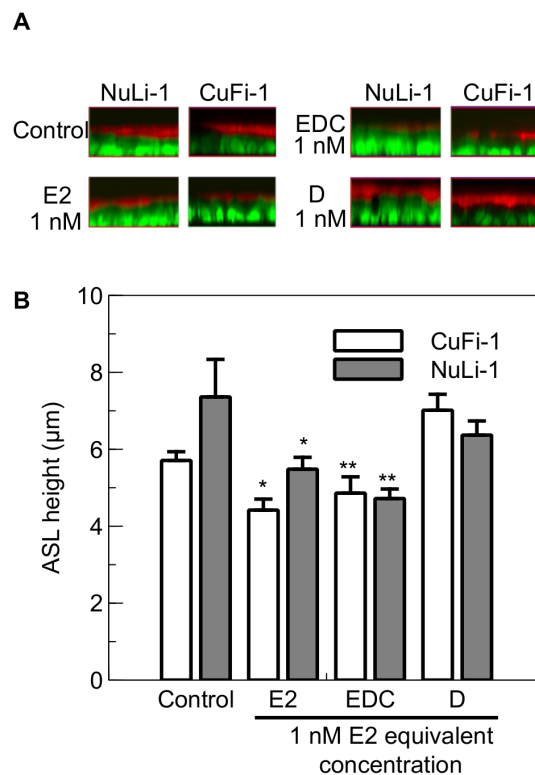 A
NuLi-1 CuFi-1 NuLi-1 CuFi-1
Control EDC
1 nM
E2
1 nM D
1 nM
B
10
8
6
4
2
0
ASL height (µm)
CuFi-1
NuLi-1
* * ** **
Control E2 EDC D
1 nM E2 equivalent
concentration